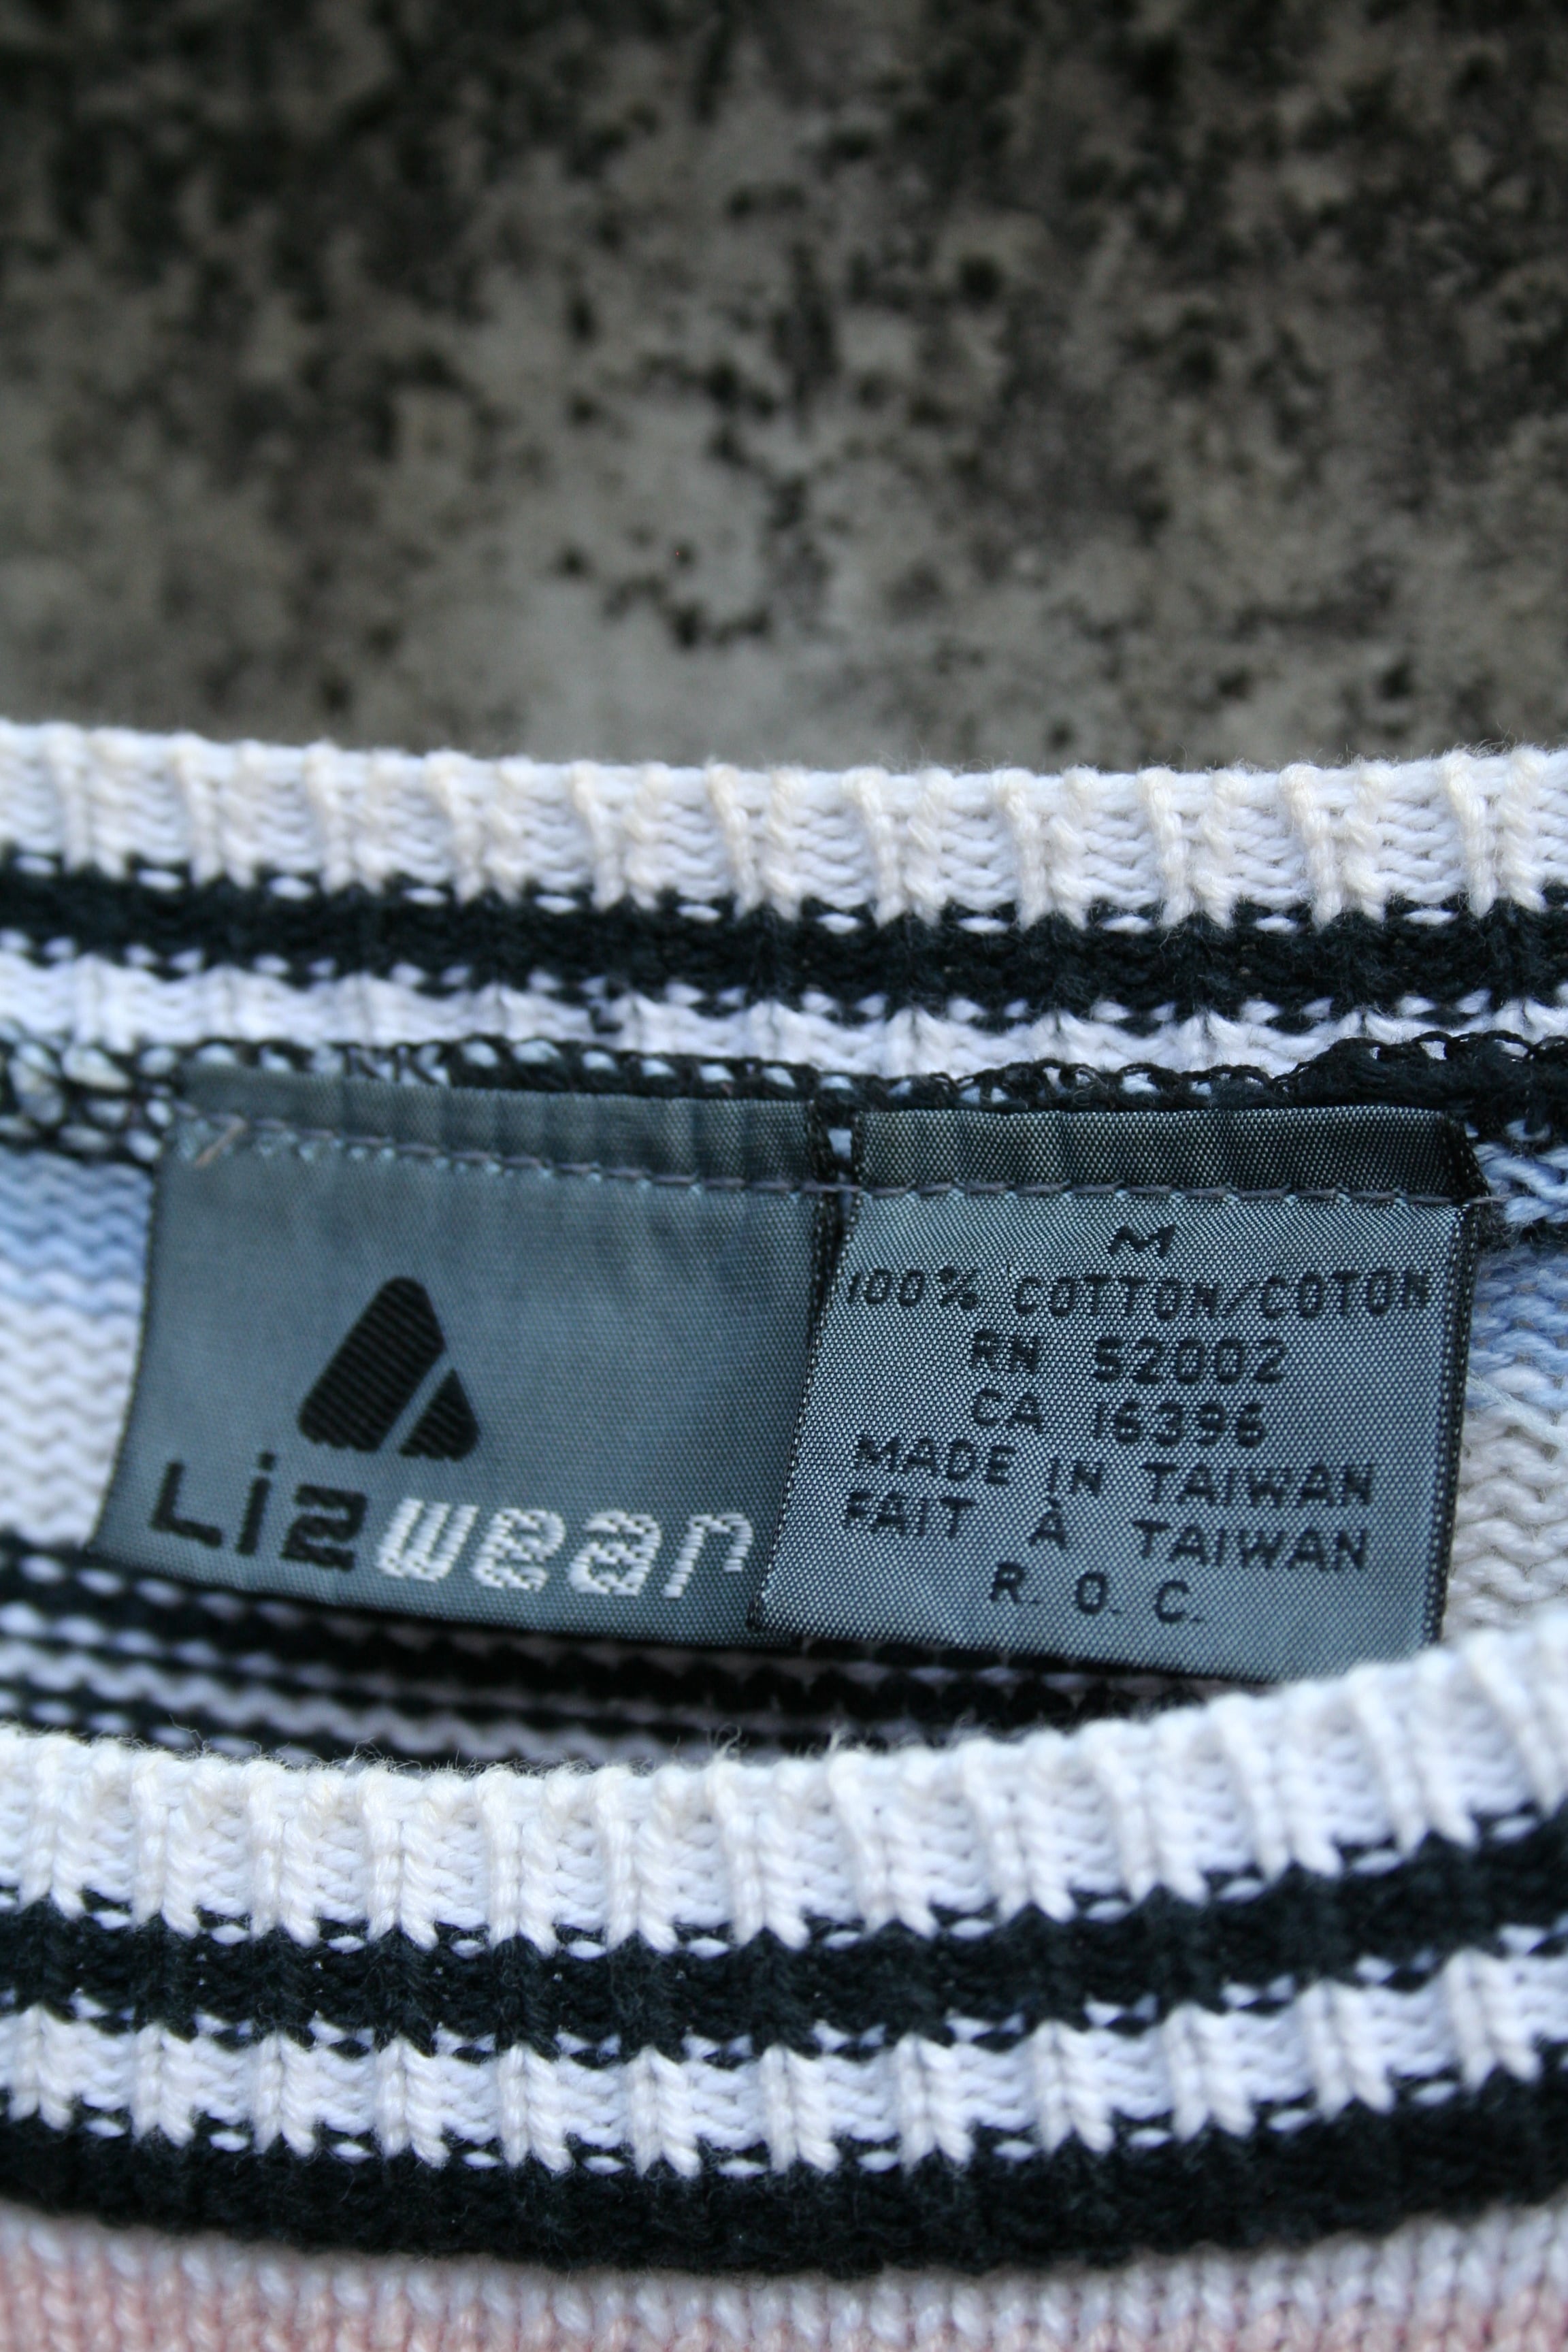 Lizwear
M
100% COTTON/COTON
RN 52002
CA 16396
MADE IN TAIWAN
FAIT À TAIWAN
R. O. C.